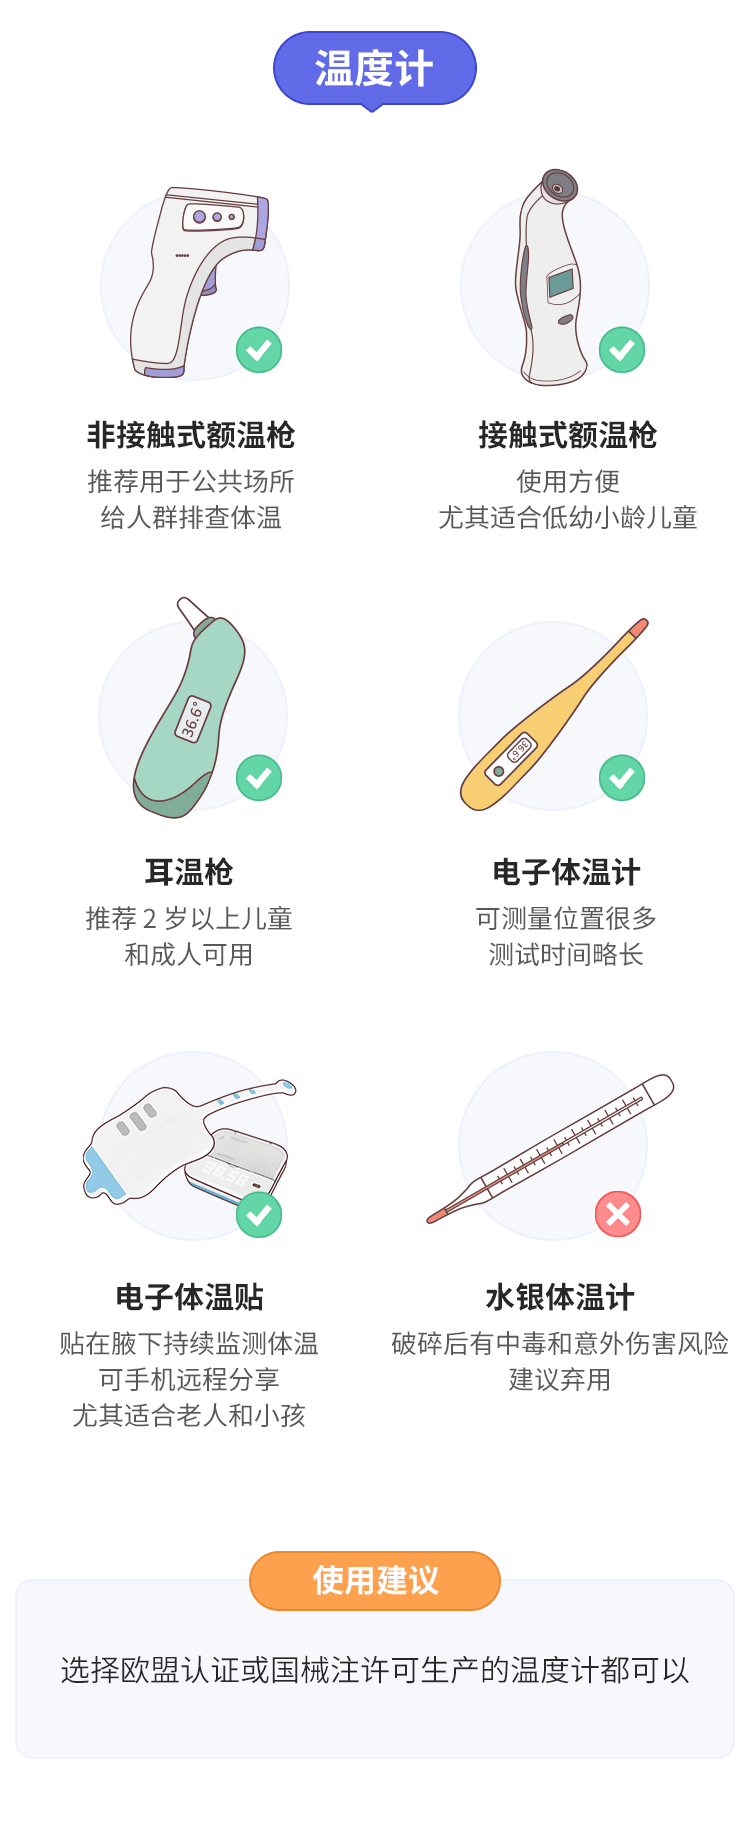 温度计
非接触式额温枪
推荐用于公共场所
给人群排查体温
接触式额温枪
使用方便
尤其适合低幼小龄儿童
36.6°
耳温枪
推荐 2 岁以上儿童
和成人可用
36.6°
电子体温计
可测量位置很多
测试时间略长
38.58
电子体温贴
贴在腋下持续监测体温
可手机远程分享
尤其适合老人和小孩
水银体温计
破碎后有中毒和意外伤害风险
建议弃用
使用建议
选择欧盟认证或国械注许可生产的温度计都可以